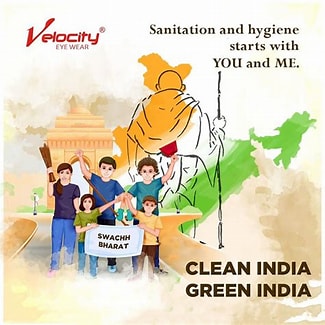 Velocity®
EYE WEAR
Sanitation and hygiene
starts with
YOU and ME.
SWACHH
BHARAT
CLEAN INDIA
GREEN INDIA